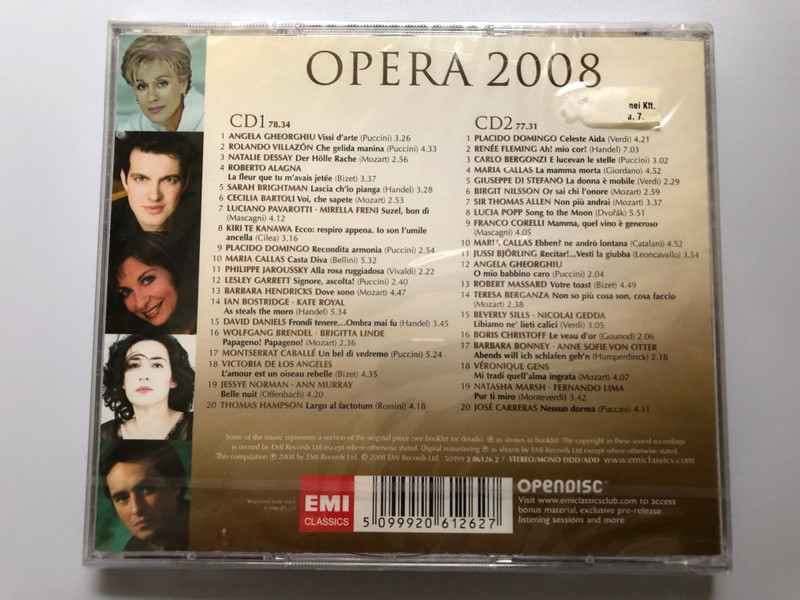 OPERA 2008
nei Kft.
u. 7.
CD1 78.34
1 ANGELA GHEORGHIU Vissi d'arte (Puccini) 3.26
2 ROLANDO VILLAZÓN Che gelida manina (Puccini) 4.33
3 NATALIE DESSAY Der Hölle Rache (Mozart) 2.56
4 ROBERTO ALAGNA
La fleur que tu m'avais jetée (Bizet) 3.37
5 SARAH BRIGHTMAN Lascia ch'io pianga (Handel) 3.28
6 CECILIA BARTOLI Voi, che sapete (Mozart) 2.53
7 LUCIANO PAVAROTTI · MIRELLA FRENI Suzel, bon dì
(Mascagni) 4.12
8 KIRI TE KANAWA Ecco: respiro appena. Io son l'umile
ancella (Cilea) 3.16
9 PLACIDO DOMINGO Recondita armonia (Puccini) 2.54
10 MARIA CALLAS Casta Diva (Bellini) 5.32
11 PHILIPPE JAROUSSKY Alla rosa ruggiadosa (Vivaldi) 2.22
12 LESLEY GARRETT Signore, ascolta! (Puccini) 2.40
13 BARBARA HENDRICKS Dove sono (Mozart) 4.47
14 IAN BOSTRIDGE · KATE ROYAL
As steals the morn (Handel) 5.34
15 DAVID DANIELS Frondi tenere...Ombra mai fu (Handel) 3.45
16 WOLFGANG BRENDEL · BRIGITTA LINDE
Papageno! Papageno! (Mozart) 2.36
17 MONTSERRAT CABALLÉ Un bel dì vedremo (Puccini) 5.24
18 VICTORIA DE LOS ANGELES
L'amour est un oiseau rebelle (Bizet) 4.35
19 JESSYE NORMAN · ANN MURRAY
Belle nuit (Offenbach) 4.20
20 THOMAS HAMPSON Largo al factotum (Rossini) 4.18
CD2 77.31
1 PLACIDO DOMINGO Celeste Aida (Verdi) 4.21
2 RENÉE FLEMING Ah! mio cor! (Handel) 7.03
3 CARLO BERGONZI E lucevan le stelle (Puccini) 3.02
4 MARIA CALLAS La mamma morta (Giordano) 4.52
5 GIUSEPPE DI STEFANO La donna è mobile (Verdi) 2.29
6 BIRGIT NILSSON Or sai chi l'onore (Mozart) 2.59
7 SIR THOMAS ALLEN Non più andrai (Mozart) 3.37
8 LUCIA POPP Song to the Moon (Dvořák) 5.51
9 FRANCO CORELLI Mamma, quel vino è generoso
(Mascagni) 4.05
10 MARIA CALLAS Ebben? ne andrò lontana (Catalani) 4.52
11 JUSSI BJÖRLING Recitar!...Vesti la giubba (Leoncavallo) 3.54
12 ANGELA GHEORGHIU
O mio babbino caro (Puccini) 2.04
13 ROBERT MASSARD Votre toast (Bizet) 4.49
14 TERESA BERGANZA Non so più cosa son, cosa faccio
(Mozart) 2.38
15 BEVERLY SILLS · NICOLAI GEDDA
Libiamo ne' lieti calici (Verdi) 3.05
16 BORIS CHRISTOFF Le veau d'or (Gounod) 2.06
17 BARBARA BONNEY · ANNE SOFIE VON OTTER
Abends will ich schlafen geh'n (Humperdinck) 2.18
18 VÉRONIQUE GENS
Mi tradì quell'alma ingrata (Mozart) 4.07
19 NATASHA MARSH · FERNANDO LIMA
Pur ti miro (Monteverdi) 3.42
20 JOSÉ CARRERAS Nessun dorma (Puccini) 4.11
Some of the music represents a section of the original piece (see booklet for details). ℗ as shown in booklet. The copyright in these sound recordings
is owned by EMI Records Ltd except where otherwise stated. Digital remastering ℗ as shown by EMI Records Ltd except where otherwise stated.
This compilation ℗ 2008 by EMI Records Ltd. © 2008 EMI Records Ltd. 50999 2 06126 2 7 STEREO/MONO DDD/ADD www.emiclassics.com
EMI
CLASSICS
5 099920 612627
OPENDISC
Visit www.emiclassicsclub.com to access
bonus material, exclusive pre-release
listening sessions and more